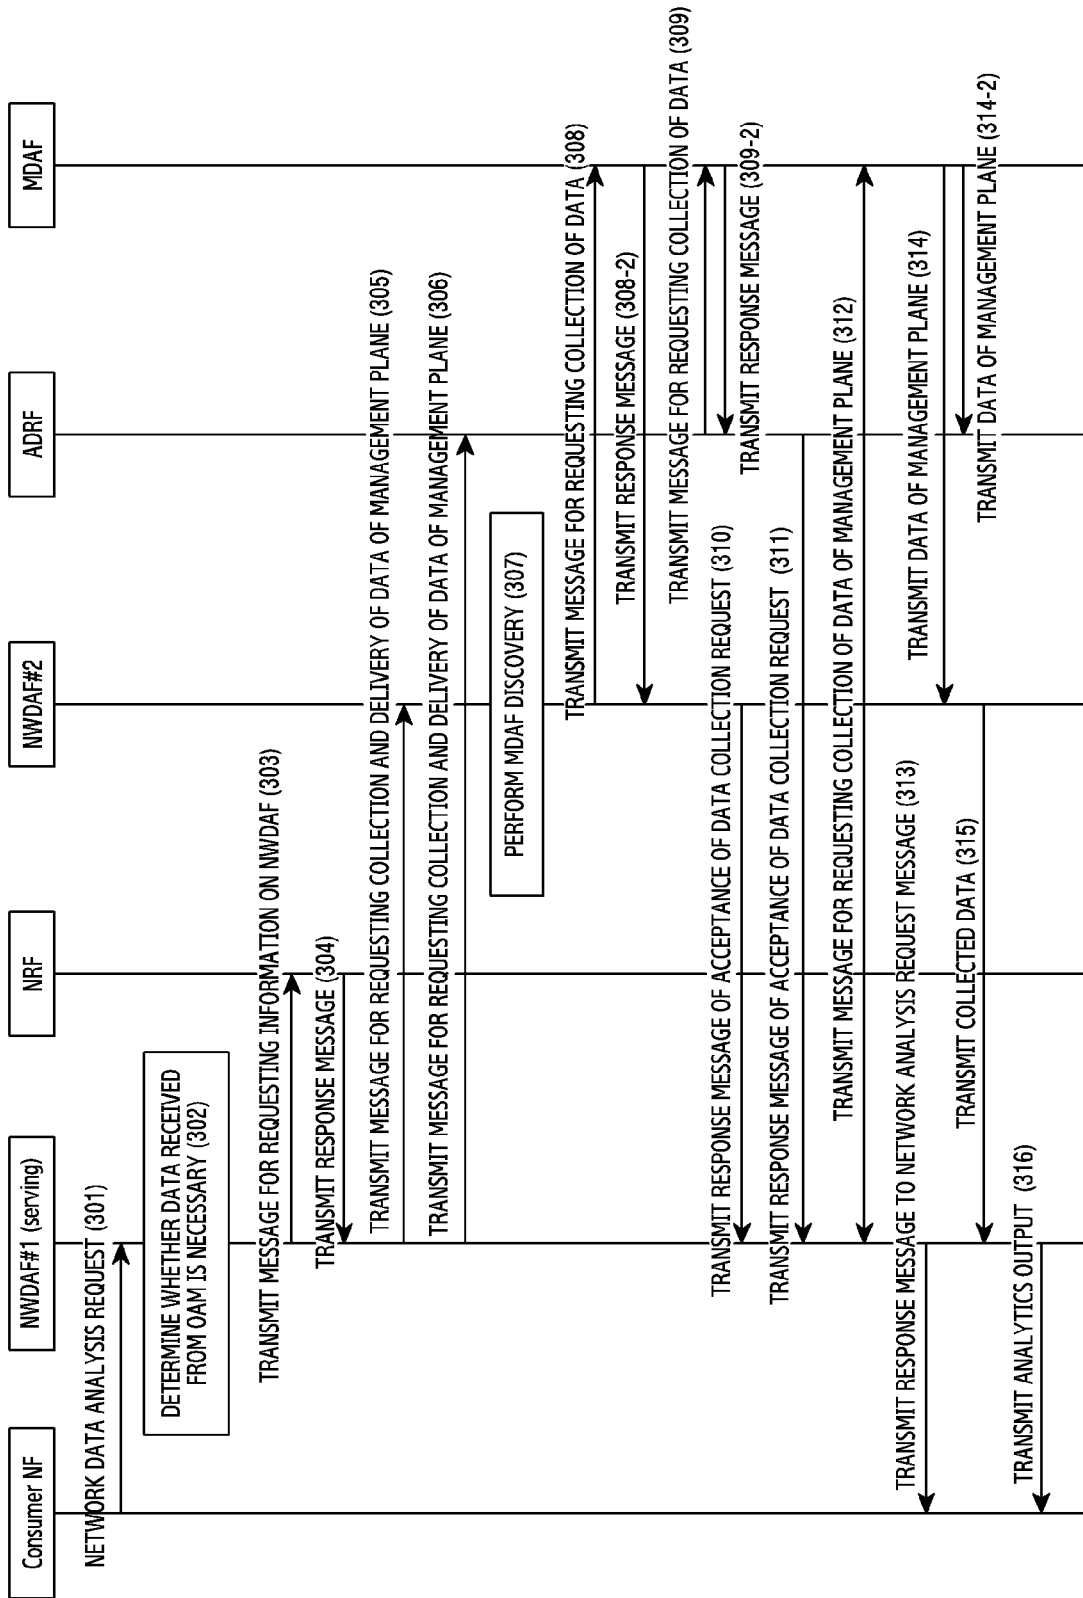 Consumer NF
NWDAF#1 (serving)
NRF
NWDAF#2
ADRF
MDAF
NETWORK DATA ANALYSIS REQUEST (301)
DETERMINE WHETHER DATA RECEIVED
FROM OAM IS NECESSARY (302)
TRANSMIT MESSAGE FOR REQUESTING INFORMATION ON NWDAF (303)
TRANSMIT RESPONSE MESSAGE (304)
TRANSMIT MESSAGE FOR REQUESTING COLLECTION AND DELIVERY OF DATA OF MANAGEMENT PLANE (305)
TRANSMIT MESSAGE FOR REQUESTING COLLECTION AND DELIVERY OF DATA OF MANAGEMENT PLANE (306)
PERFORM MDAF DISCOVERY (307)
TRANSMIT MESSAGE FOR REQUESTING COLLECTION OF DATA (308)
TRANSMIT RESPONSE MESSAGE (308-2)
TRANSMIT MESSAGE FOR REQUESTING COLLECTION OF DATA (309)
TRANSMIT RESPONSE MESSAGE (309-2)
TRANSMIT RESPONSE MESSAGE OF ACCEPTANCE OF DATA COLLECTION REQUEST (310)
TRANSMIT RESPONSE MESSAGE OF ACCEPTANCE OF DATA COLLECTION REQUEST (311)
TRANSMIT MESSAGE FOR REQUESTING COLLECTION OF DATA OF MANAGEMENT PLANE (312)
TRANSMIT RESPONSE MESSAGE TO NETWORK ANALYSIS REQUEST MESSAGE (313)
TRANSMIT DATA OF MANAGEMENT PLANE (314)
TRANSMIT DATA OF MANAGEMENT PLANE (314-2)
TRANSMIT COLLECTED DATA (315)
TRANSMIT ANALYTICS OUTPUT (316)